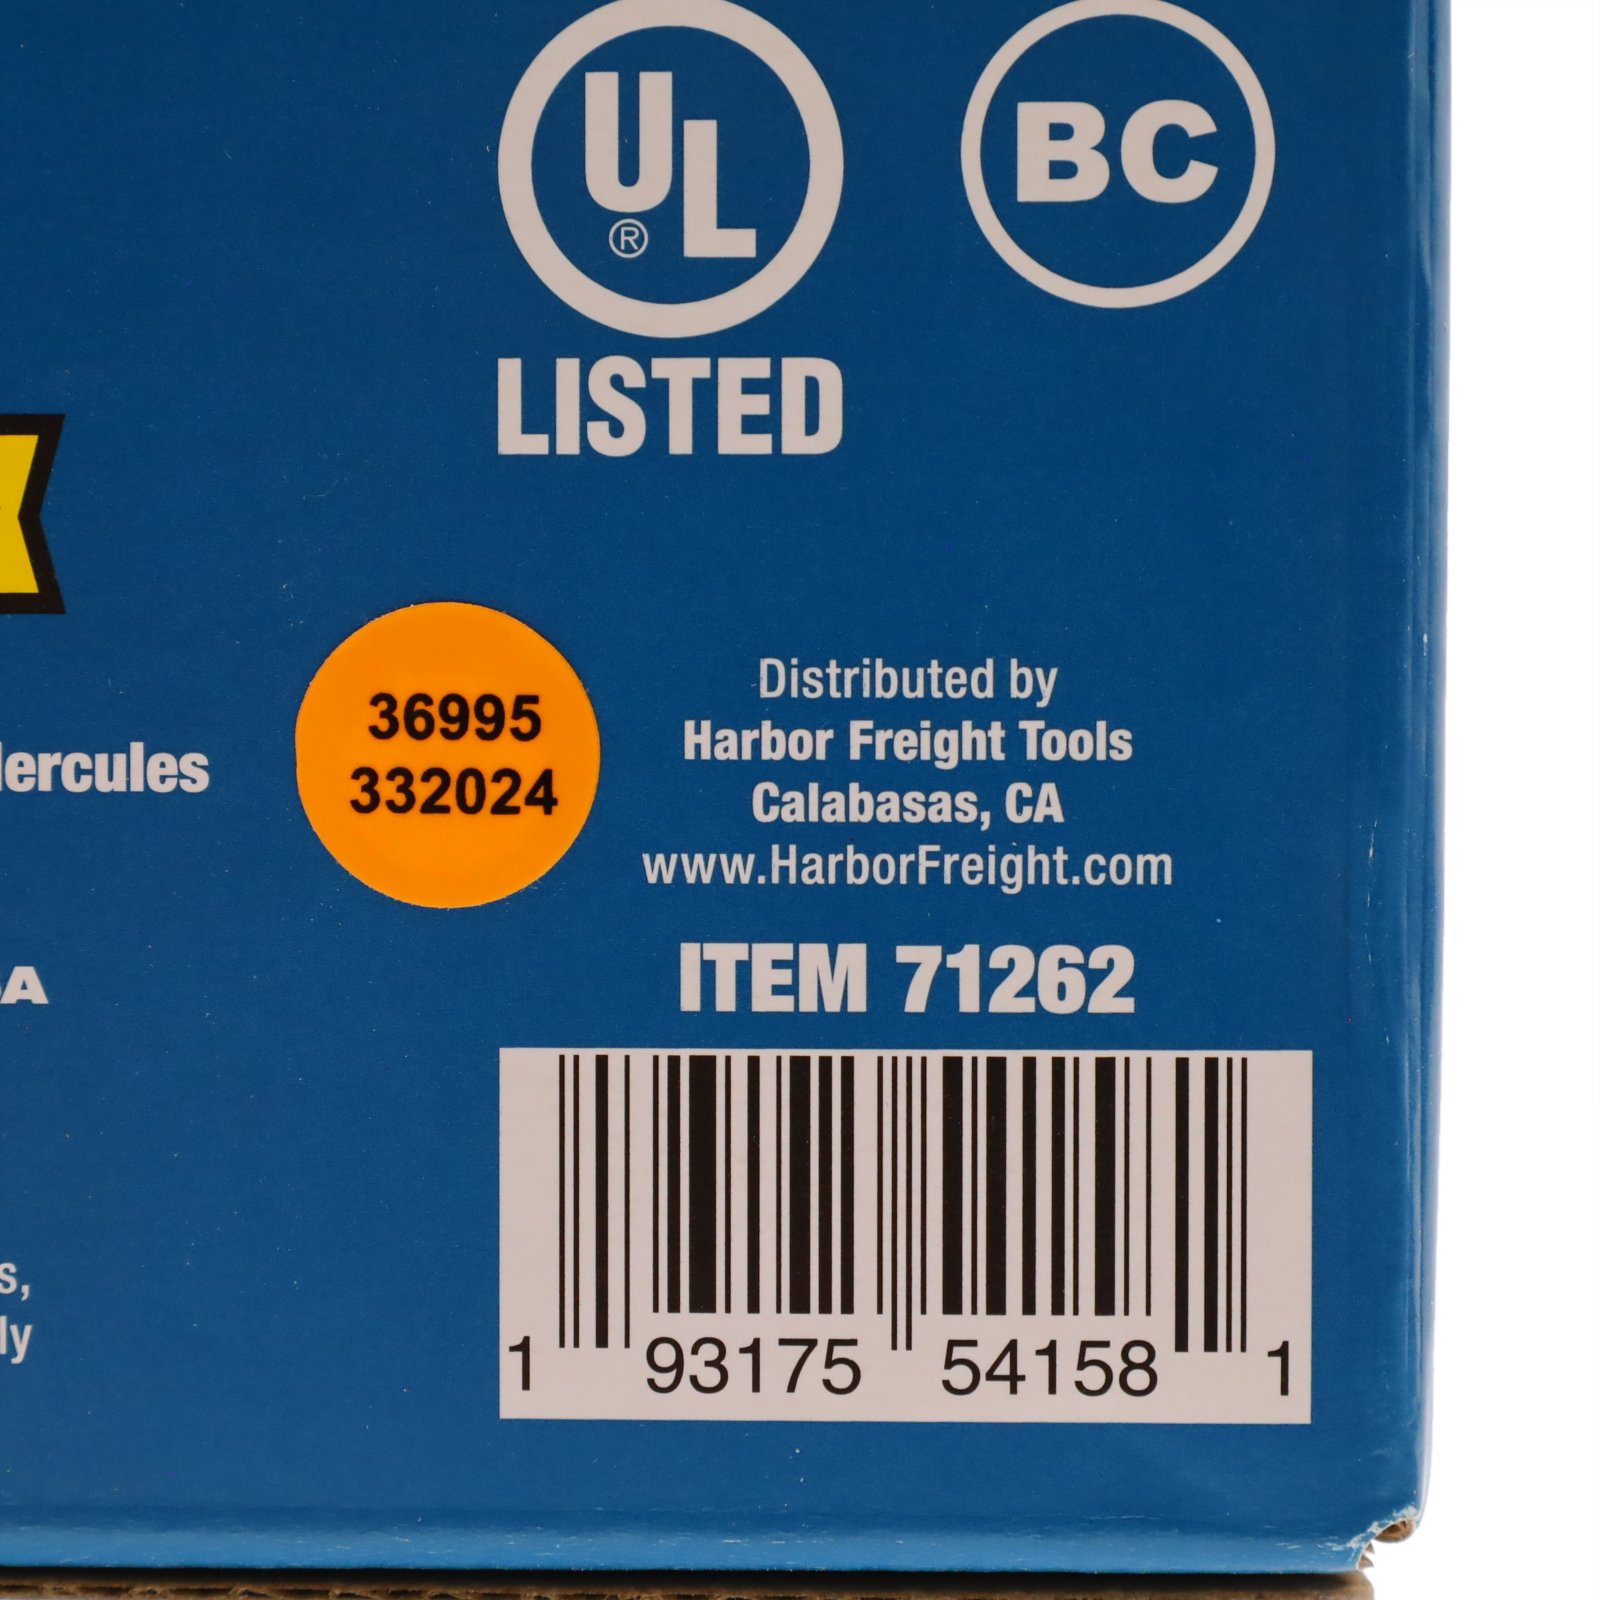 UL
®
LISTED
BC
36995
332024
Distributed by
Harbor Freight Tools
Calabasas, CA
www.HarborFreight.com
ITEM 71262
1 93175 54158 1